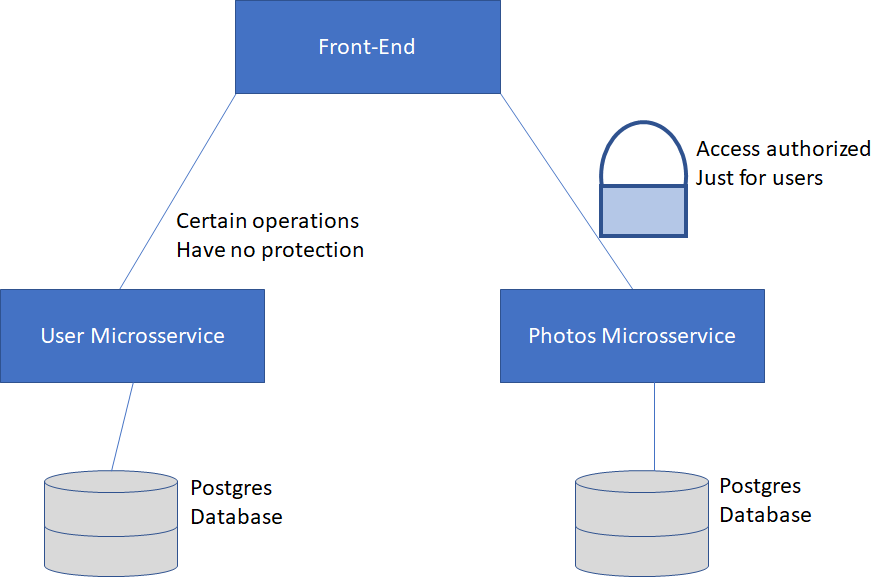 Front-End
Access authorized
Just for users
Certain operations
Have no protection
User Microsservice
Photos Microsservice
Postgres
Database
Postgres
Database